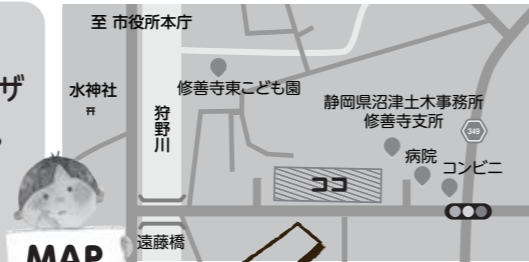 至 市役所本庁
ザ
水神社
修善寺東こども園
狩野川
静岡県沼津土木事務所
修善寺支所
349
病院
コンビニ
ココ
遠藤橋
MAP